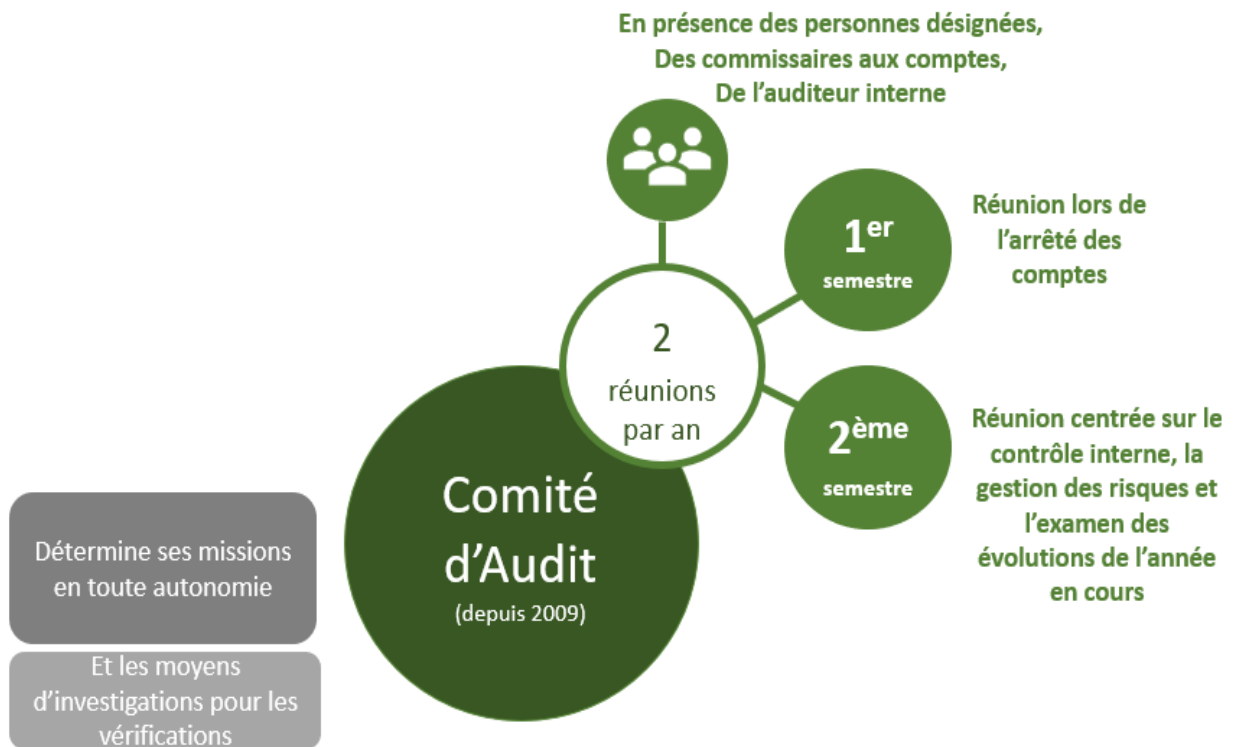 En présence des personnes désignées,
Des commissaires aux comptes,
De l'auditeur interne
1er
semestre
Réunion lors de
l'arrêté des
comptes
2
réunions
par an
2ème
semestre
Réunion centrée sur le
contrôle interne, la
gestion des risques et
l'examen des
évolutions de l'année
en cours
Comité
d'Audit
(depuis 2009)
Détermine ses missions
en toute autonomie
Et les moyens
d'investigations pour les
vérifications